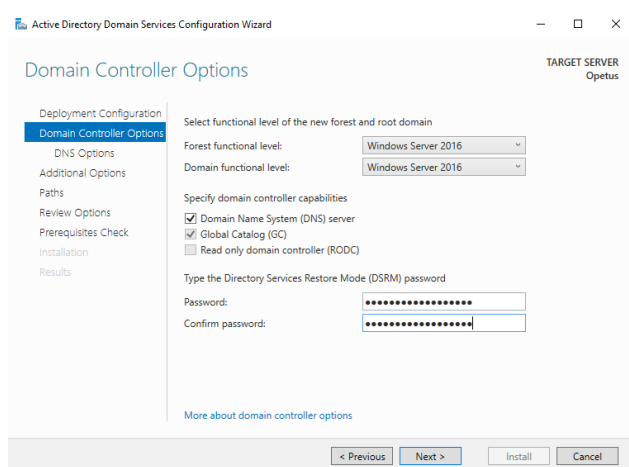 Active Directory Domain Services Configuration Wizard
Domain Controller Options
TARGET SERVER
Opetus
Deployment Configuration
Domain Controller Options
DNS Options
Additional Options
Paths
Review Options
Prerequisites Check
Installation
Results
Select functional level of the new forest and root domain
Forest functional level: Windows Server 2016
Domain functional level: Windows Server 2016
Specify domain controller capabilities
Domain Name System (DNS) server
Global Catalog (GC)
Read only domain controller (RODC)
Type the Directory Services Restore Mode (DSRM) password
Password: ••••••••••••••••••
Confirm password: ••••••••••••••••••
More about domain controller options
< Previous Next > Install Cancel